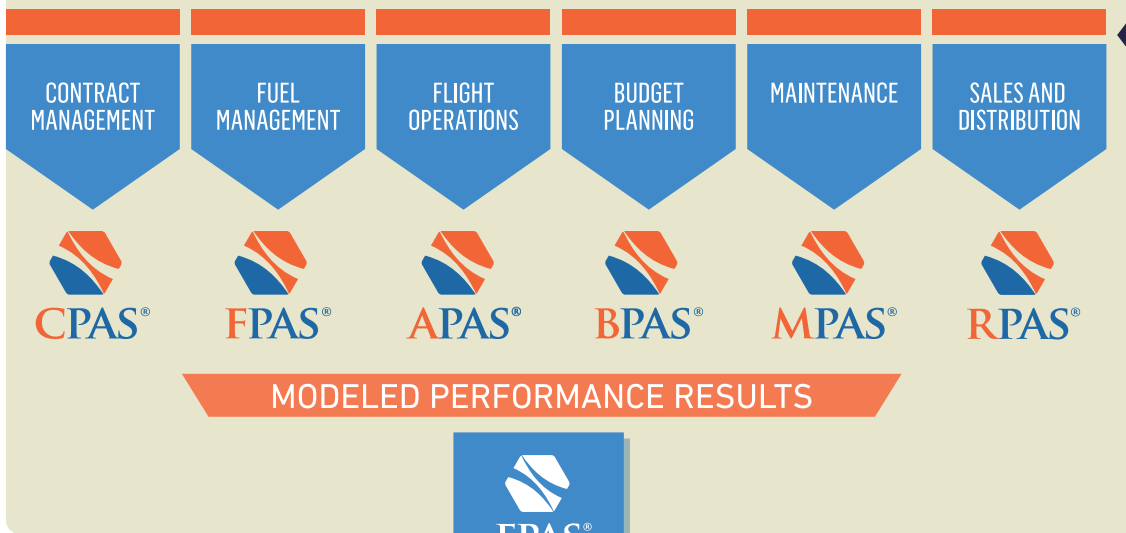 CONTRACT
MANAGEMENT
FUEL
MANAGEMENT
FLIGHT
OPERATIONS
BUDGET
PLANNING
MAINTENANCE
SALES AND
DISTRIBUTION
CPAS®
FPAS®
APAS®
BPAS®
MPAS®
RPAS®
MODELED PERFORMANCE RESULTS